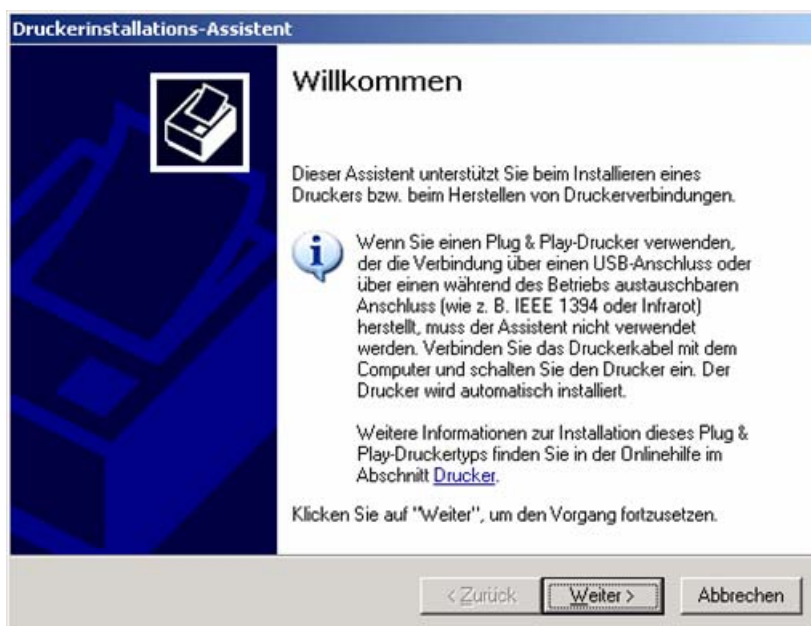 Druckerinstallations-Assistent
Willkommen
Dieser Assistent unterstützt Sie beim Installieren eines
Druckers bzw. beim Herstellen von Druckerverbindungen.
Wenn Sie einen Plug & Play-Drucker verwenden,
der die Verbindung über einen USB-Anschluss oder
über einen während des Betriebs austauschbaren
Anschluss (wie z. B. IEEE 1394 oder Infrarot)
herstellt, muss der Assistent nicht verwendet
werden. Verbinden Sie das Druckerkabel mit dem
Computer und schalten Sie den Drucker ein. Der
Drucker wird automatisch installiert.
Weitere Informationen zur Installation dieses Plug &
Play-Druckertyps finden Sie in der Onlinehilfe im
Abschnitt Drucker.
Klicken Sie auf "Weiter", um den Vorgang fortzusetzen.
< Zurück Weiter > Abbrechen